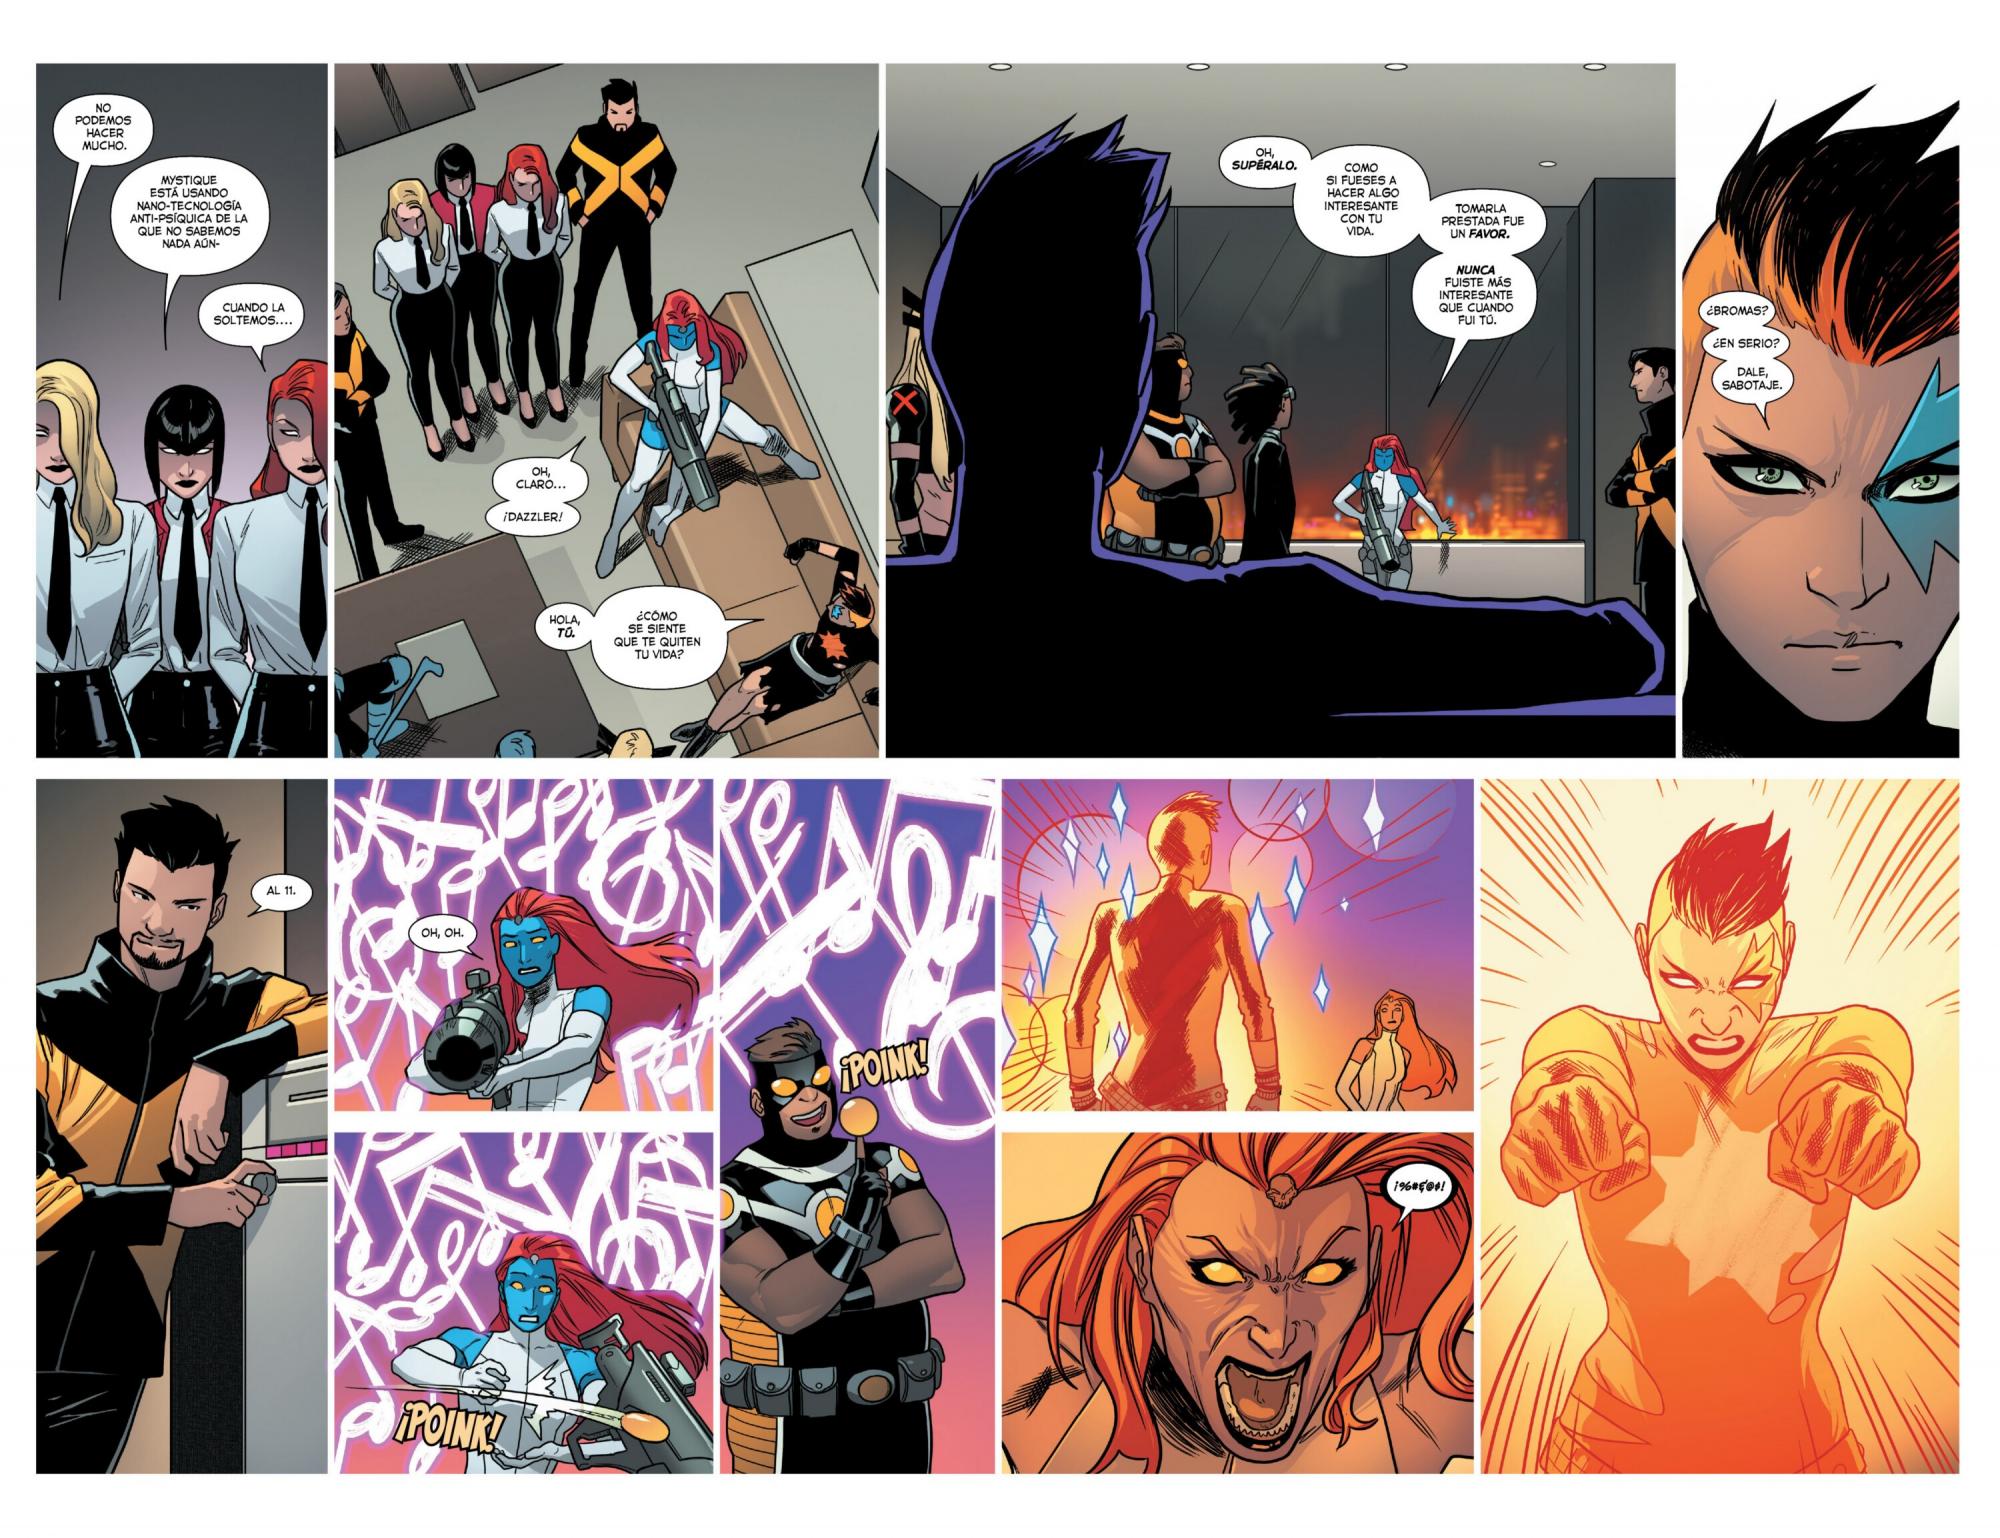 NO
PODEMOS
HACER
MUCHO.
MYSTIQUE
ESTÁ USANDO
NANO-TECNOLOGÍA
ANTI-PSÍQUICA DE LA
QUE NO SABEMOS
NADA AÚN-
CUANDO LA
SOLTEMOS....
OH,
CLARO...
¡DAZZLER!
HOLA,
TÚ.
¿CÓMO
SE SIENTE
QUE TE QUITEN
TU VIDA?
OH,
SUPÉRALO.
COMO
SI FUESES A
HACER ALGO
INTERESANTE
CON TU
VIDA.
TOMARLA
PRESTADA FUE
UN FAVOR.
NUNCA
FUISTE MÁS
INTERESANTE
QUE CUANDO
FUI TÚ.
¿BROMAS?
¿EN SERIO?
DALE,
SABOTAJE.
AL 11.
OH, OH.
¡POINK!
¡POINK!
¡%#$@#!